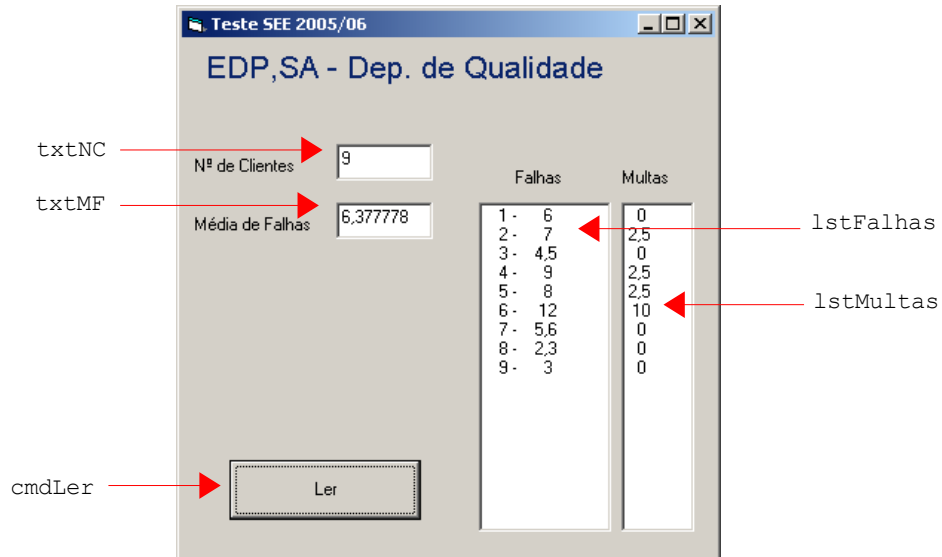 Teste SEE 2005/06
EDP,SA - Dep. de Qualidade
txtNC
Nº de Clientes
9
txtMF
Média de Falhas
6,377778
Falhas
Multas
1 - 6 0
2 - 7 2,5
3 - 4,5 0
4 - 9 2,5
5 - 8 2,5
6 - 12 10
7 - 5,6 0
8 - 2,3 0
9 - 3 0
lstFalhas
lstMultas
cmdLer
Ler